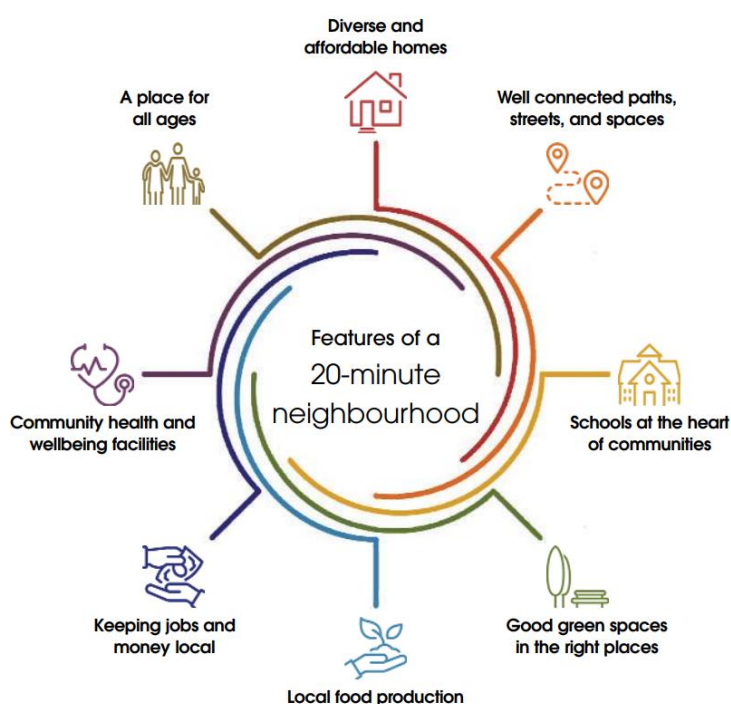 Diverse and
affordable homes
A place for
all ages
Well connected paths,
streets, and spaces
Features of a
20-minute
neighbourhood
Community health and
wellbeing facilities
Schools at the heart
of communities
Keeping jobs and
money local
Good green spaces
in the right places
Local food production